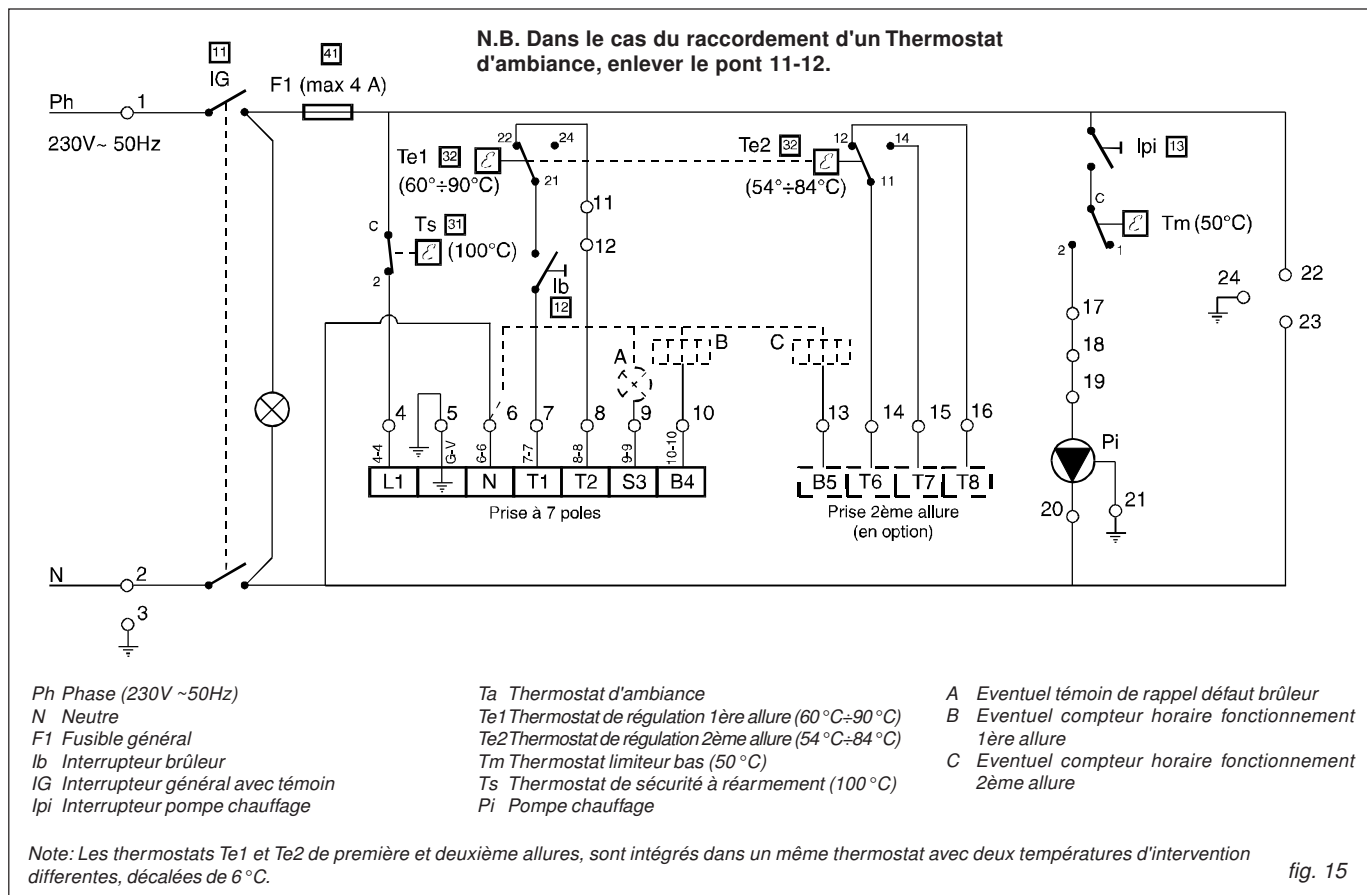 N.B. Dans le cas du raccordement d'un Thermostat
d'ambiance, enlever le pont 11-12.
11
IG
41
F1 (max 4 A)
Ph
1
230V~ 50Hz
22
24
Te1 32
(60°÷90°C)
21
12
14
Te2 32
(54°÷84°C)
11
Ipi 13
C
Tm (50°C)
2
1
C
Ts 31
(100°C)
2
11
12
Ib
12
24
22
23
17
18
19
A
B
C
4
5
6
7
8
9
10
13
14
15
16
4-4
G-V
6-6
7-7
8-8
9-9
10-10
L1
N
T1
T2
S3
B4
B5
T6
T7
T8
Prise à 7 poles
Prise 2ème allure
(en option)
Pi
20
21
N
2
3
Ph Phase (230V ~50Hz)
N Neutre
F1 Fusible général
Ib Interrupteur brûleur
IG Interrupteur général avec témoin
Ipi Interrupteur pompe chauffage
Ta Thermostat d'ambiance
Te1Thermostat de régulation 1ère allure (60°C÷90°C)
Te2Thermostat de régulation 2ème allure (54°C÷84°C)
Tm Thermostat limiteur bas (50°C)
Ts Thermostat de sécurité à réarmement (100°C)
Pi Pompe chauffage
A Eventuel témoin de rappel défaut brûleur
B Eventuel compteur horaire fonctionnement
1ère allure
C Eventuel compteur horaire fonctionnement
2ème allure
Note: Les thermostats Te1 et Te2 de première et deuxième allures, sont intégrés dans un même thermostat avec deux températures d'intervention
differentes, décalées de 6°C.
fig. 15